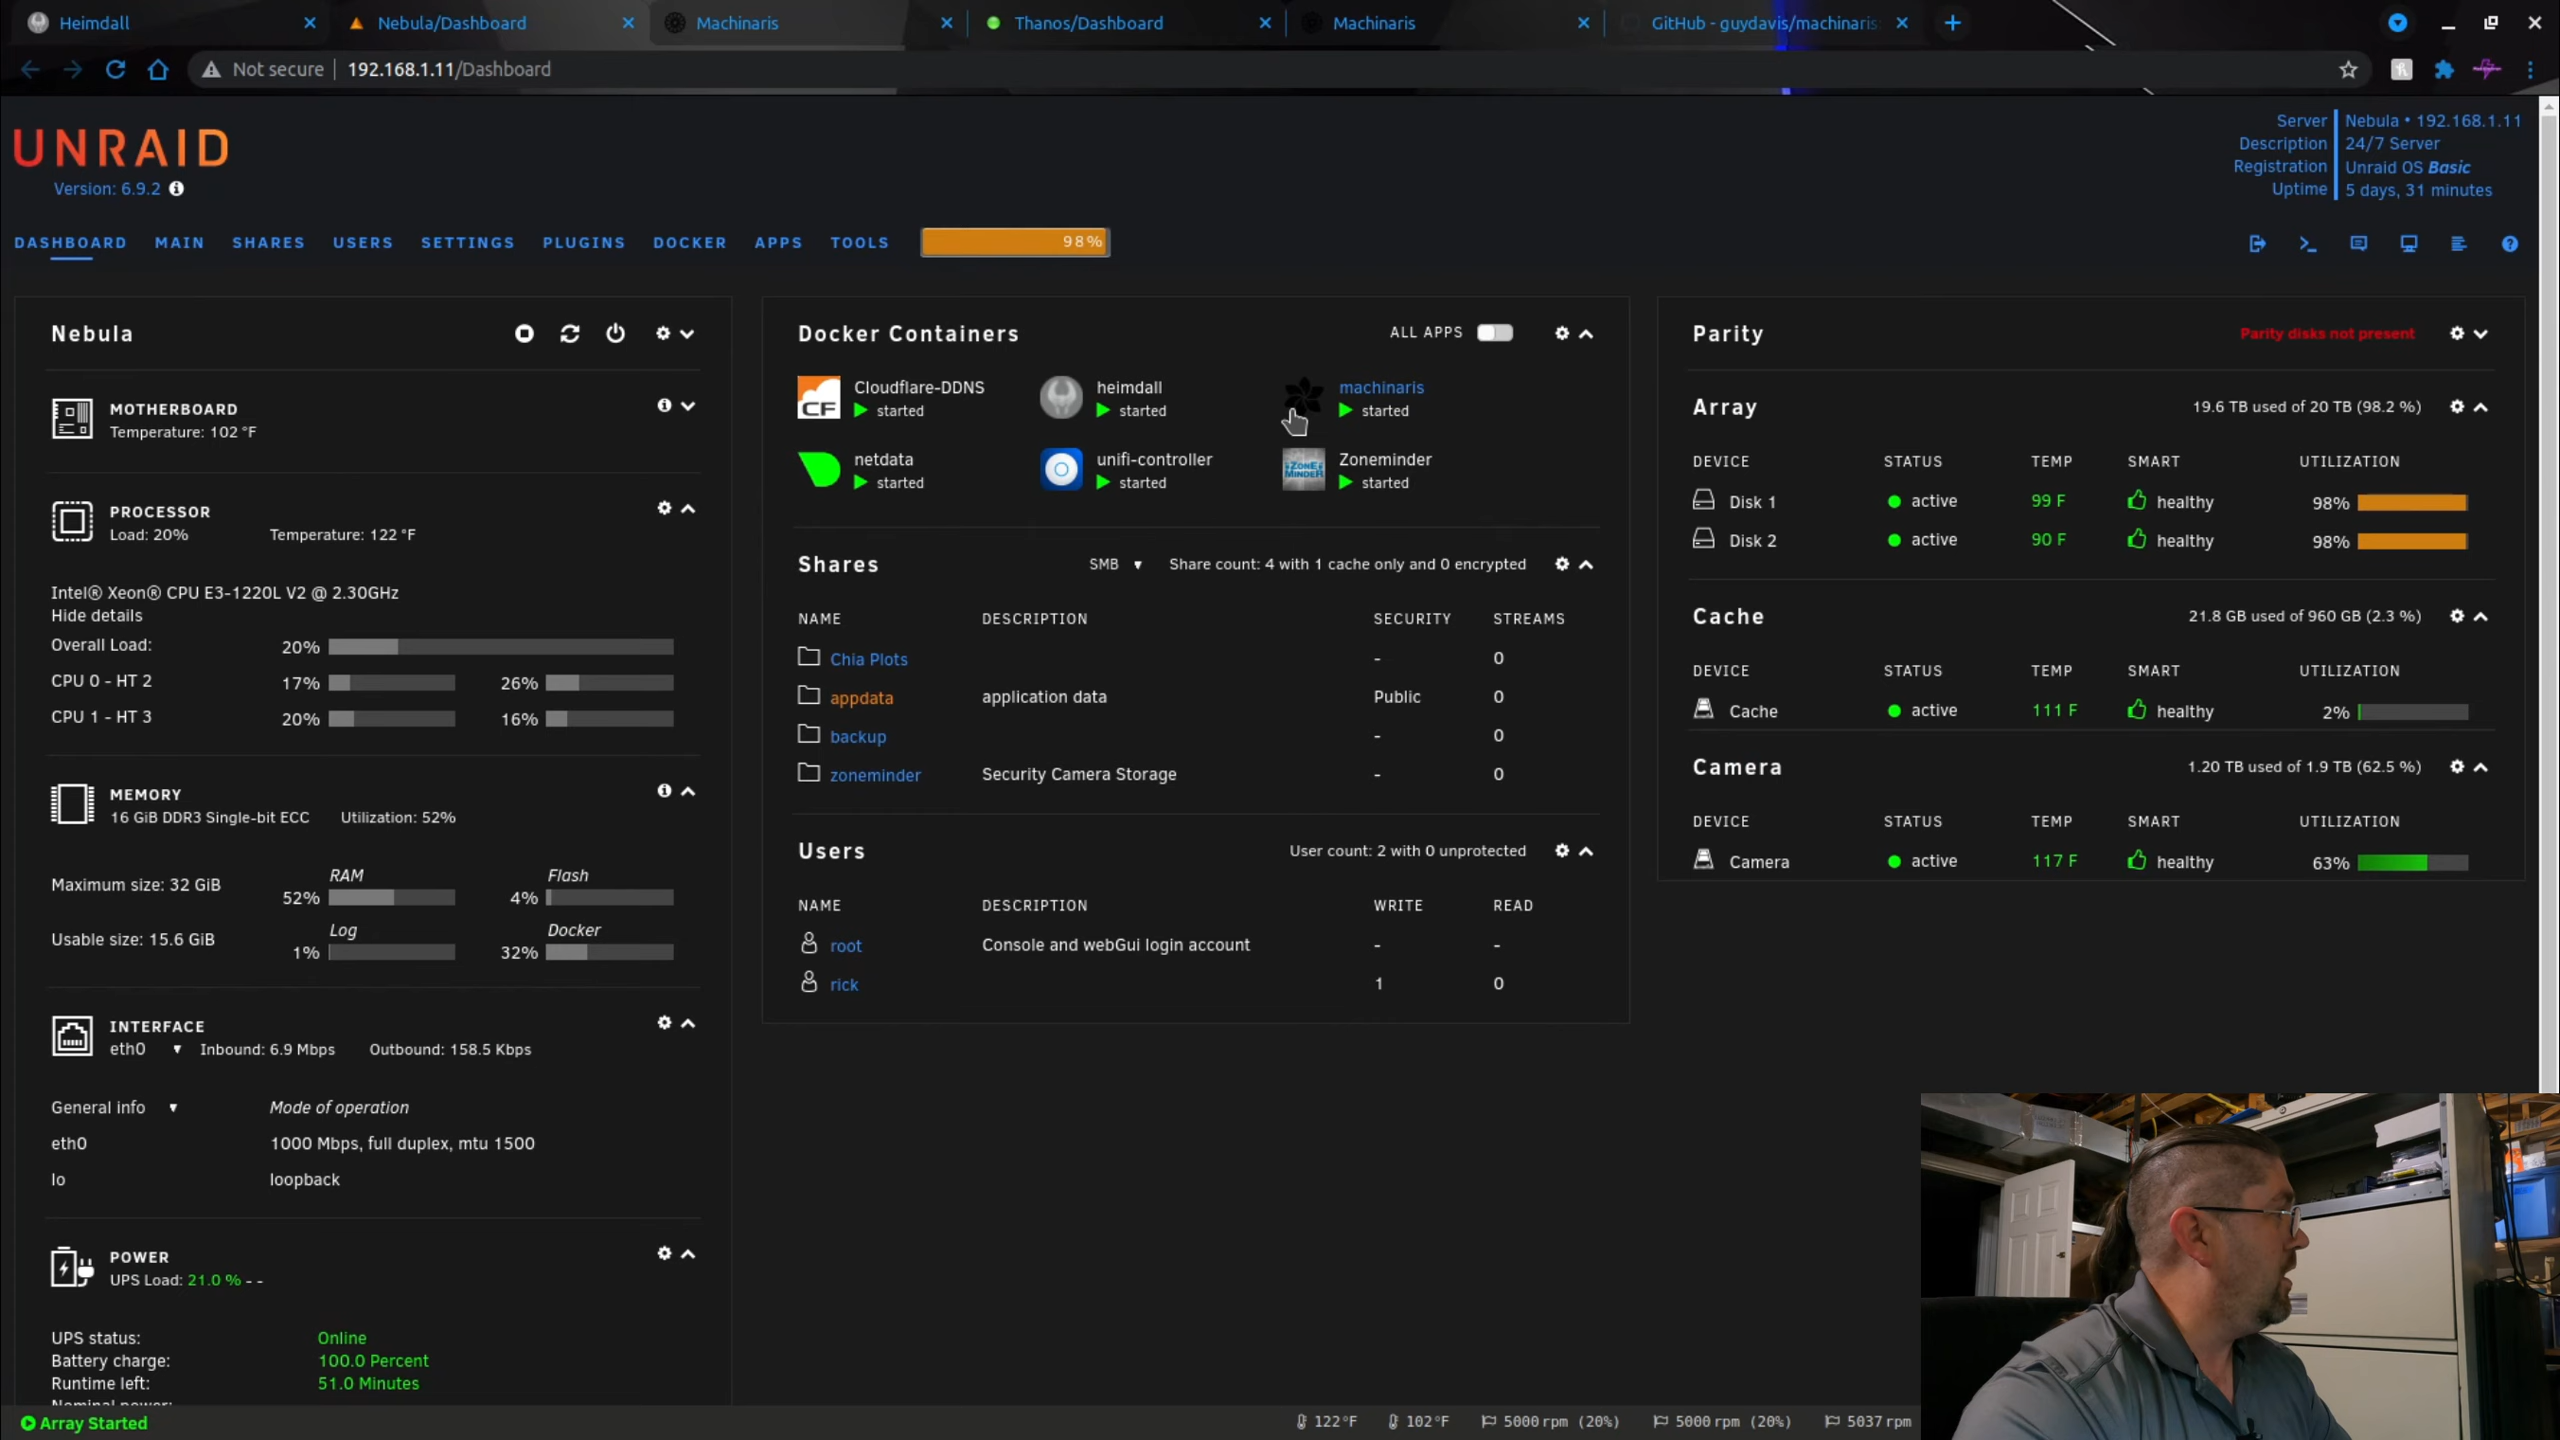 Heimdall
Nebula/Dashboard
Machinaris
Thanos/Dashboard
Machinaris
GitHub - guydavis/machinaris:
Not secure 192.168.1.11/Dashboard
UNRAID
Version: 6.9.2
Server Nebula • 192.168.1.11
Description 24/7 Server
Registration Unraid OS Basic
Uptime 5 days, 31 minutes
DASHBOARD MAIN SHARES USERS SETTINGS PLUGINS DOCKER APPS TOOLS 98%
Nebula
MOTHERBOARD
Temperature: 102 °F
PROCESSOR
Load: 20% Temperature: 122 °F
Intel® Xeon® CPU E3-1220L V2 @ 2.30GHz
Hide details
Overall Load: 20%
CPU 0 - HT 2 17% 26%
CPU 1 - HT 3 20% 16%
MEMORY
16 GiB DDR3 Single-bit ECC Utilization: 52%
RAM Flash
Maximum size: 32 GiB 52% 4%
Log Docker
Usable size: 15.6 GiB 1% 32%
INTERFACE
eth0 Inbound: 6.9 Mbps Outbound: 158.5 Kbps
General info Mode of operation
eth0 1000 Mbps, full duplex, mtu 1500
lo loopback
POWER
UPS Load: 21.0 % - -
UPS status: Online
Battery charge: 100.0 Percent
Runtime left: 51.0 Minutes
Docker Containers ALL APPS
CF
Cloudflare-DDNS
started
heimdall
started
machinaris
started
netdata
started
unifi-controller
started
ZONE
MINDER
Zoneminder
started
Shares SMB Share count: 4 with 1 cache only and 0 encrypted
NAME DESCRIPTION SECURITY STREAMS
Chia Plots - 0
appdata application data Public 0
backup - 0
zoneminder Security Camera Storage - 0
Users User count: 2 with 0 unprotected
NAME DESCRIPTION WRITE READ
root Console and webGui login account - -
rick 1 0
Parity Parity disks not present
Array 19.6 TB used of 20 TB (98.2 %)
DEVICE STATUS TEMP SMART UTILIZATION
Disk 1 active 99 F healthy 98%
Disk 2 active 90 F healthy 98%
Cache 21.8 GB used of 960 GB (2.3 %)
DEVICE STATUS TEMP SMART UTILIZATION
Cache active 111 F healthy 2%
Camera 1.20 TB used of 1.9 TB (62.5 %)
DEVICE STATUS TEMP SMART UTILIZATION
Camera active 117 F healthy 63%
Array Started
122°F 102°F 5000 rpm (20%) 5000 rpm (20%) 5037 rpm